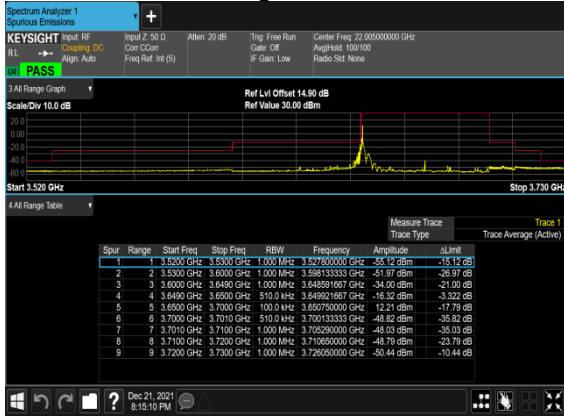 Spectrum Analyzer 1
Spurious Emissions
KEYSIGHT Input: RF Input Z: 50 Ω Atten: 20 dB Trig: Free Run Center Freq: 22.005000000 GHz
RL Coupling: DC Corr CCorr Gate: Off Avg|Hold: 100/100
Align: Auto Freq Ref: Int (S) IF Gain: Low Radio Std: None
PASS
3 All Range Graph
Ref Lvl Offset 14.90 dB
Scale/Div 10.0 dB Ref Value 30.00 dBm
20.0
0.00
-20.0
-40.0
-60.0
Start 3.520 GHz Stop 3.730 GHz
4 All Range Table
Measure Trace Trace 1
Trace Type Trace Average (Active)
Spur Range Start Freq Stop Freq RBW Frequency Amplitude ΔLimit
1 1 3.5200 GHz 3.5300 GHz 1.000 MHz 3.527800000 GHz -55.12 dBm -15.12 dB
2 2 3.5300 GHz 3.6000 GHz 1.000 MHz 3.598133333 GHz -51.97 dBm -26.97 dB
3 3 3.6000 GHz 3.6490 GHz 1.000 MHz 3.648591667 GHz -34.00 dBm -21.00 dB
4 4 3.6490 GHz 3.6500 GHz 510.0 kHz 3.649921667 GHz -16.32 dBm -3.322 dB
5 5 3.6500 GHz 3.7000 GHz 100.0 kHz 3.650750000 GHz 12.21 dBm -17.79 dB
6 6 3.7000 GHz 3.7010 GHz 510.0 kHz 3.700133333 GHz -48.82 dBm -35.82 dB
7 7 3.7010 GHz 3.7100 GHz 1.000 MHz 3.705290000 GHz -48.03 dBm -35.03 dB
8 8 3.7100 GHz 3.7200 GHz 1.000 MHz 3.710650000 GHz -48.79 dBm -23.79 dB
9 9 3.7200 GHz 3.7300 GHz 1.000 MHz 3.726050000 GHz -50.44 dBm -10.44 dB
? Dec 21, 2021
8:15:10 PM